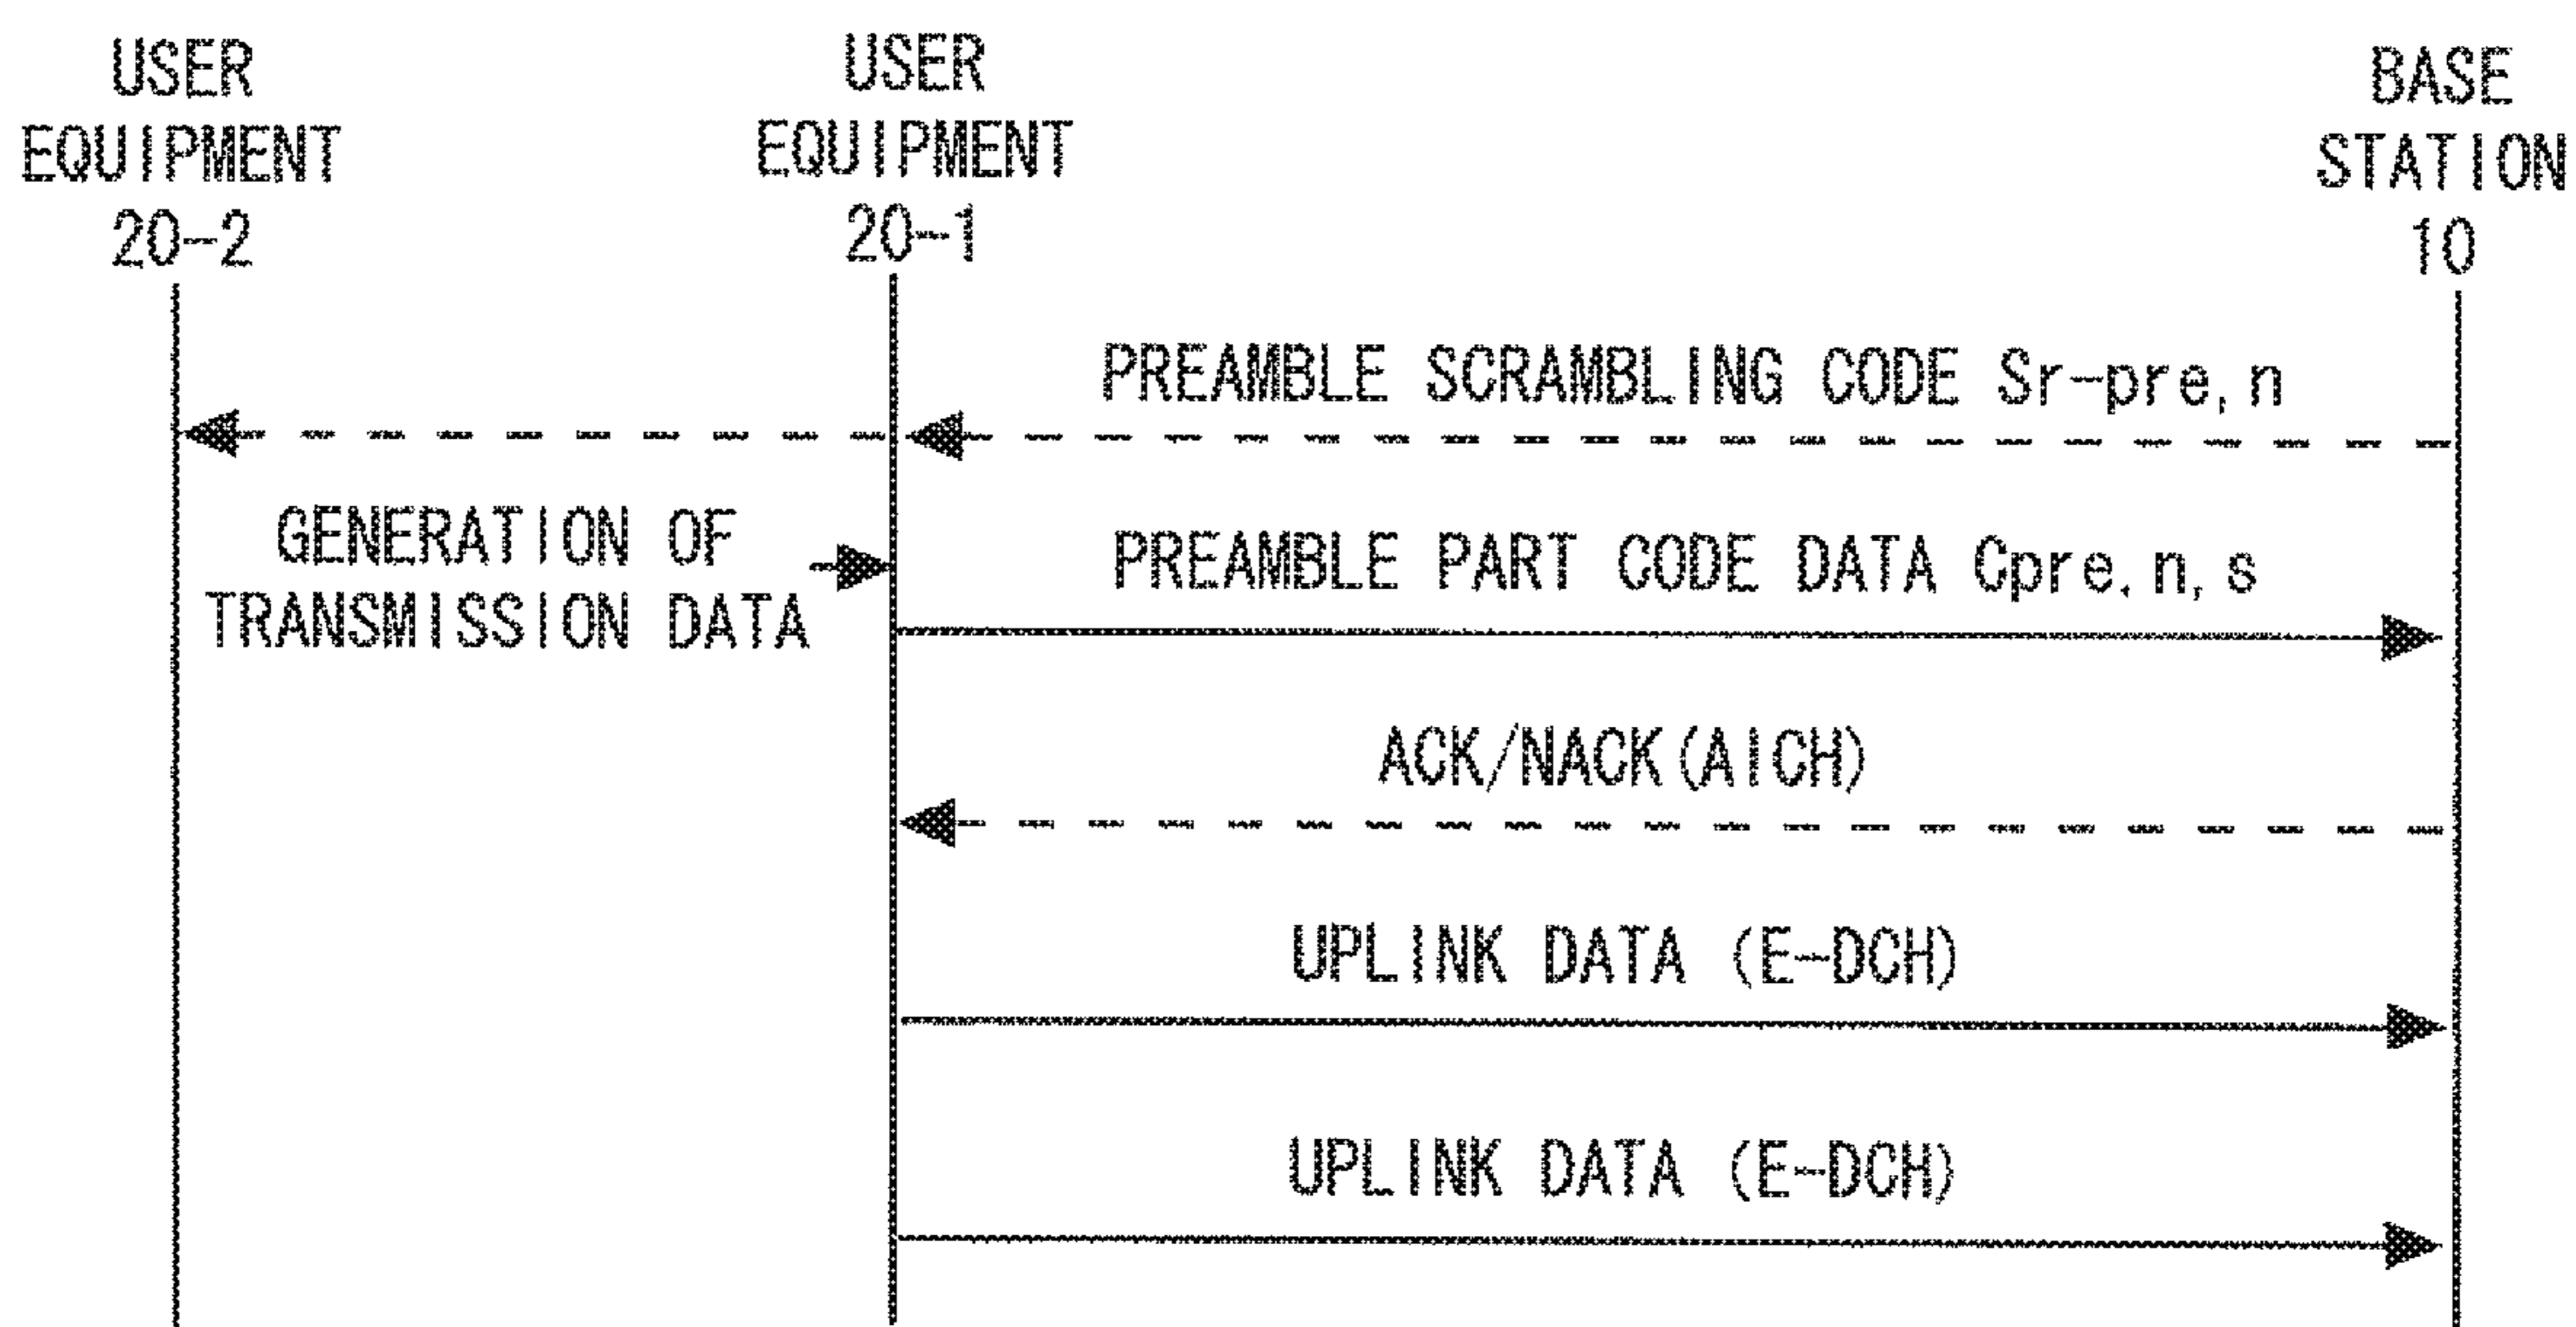 USER
EQUIPMENT
20-2
USER
EQUIPMENT
20-1
BASE
STATION
10
PREAMBLE SCRAMBLING CODE Sr-pre,n
GENERATION OF
TRANSMISSION DATA
PREAMBLE PART CODE DATA Cpre.n,s
ACK/NACK(AICH)
UPLINK DATA (E-DCH)
UPLINK DATA (E-DCH)